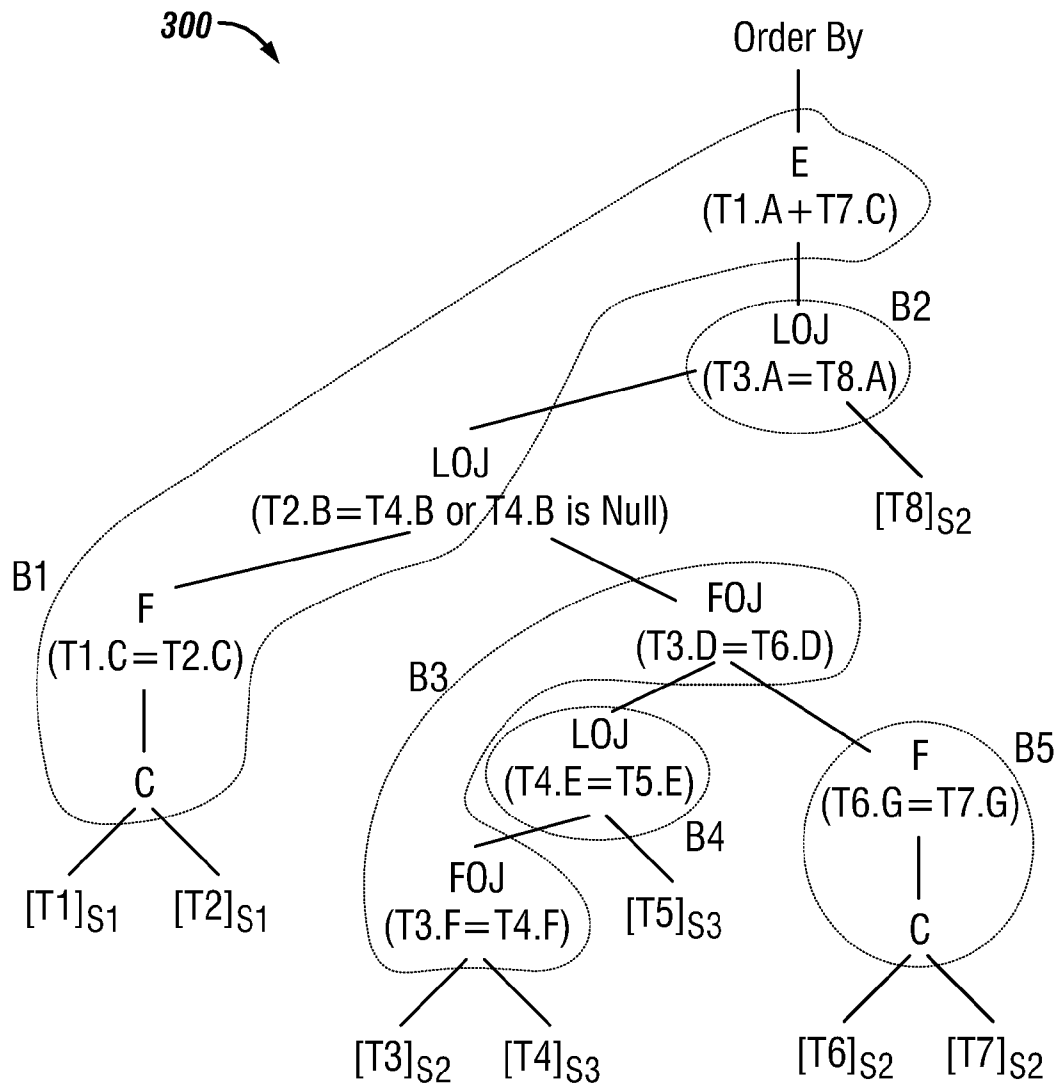 300
Order By
E
(T1.A+T7.C)
B2
LOJ
(T3.A=T8.A)
LOJ
(T2.B=T4.B or T4.B is Null)
[T8]S2
B1
F
(T1.C=T2.C)
FOJ
(T3.D=T6.D)
B3
C
LOJ
(T4.E=T5.E)
B5
F
(T6.G=T7.G)
B4
[T1]S1
[T2]S1
FOJ
(T3.F=T4.F)
[T5]S3
C
[T3]S2
[T4]S3
[T6]S2
[T7]S2